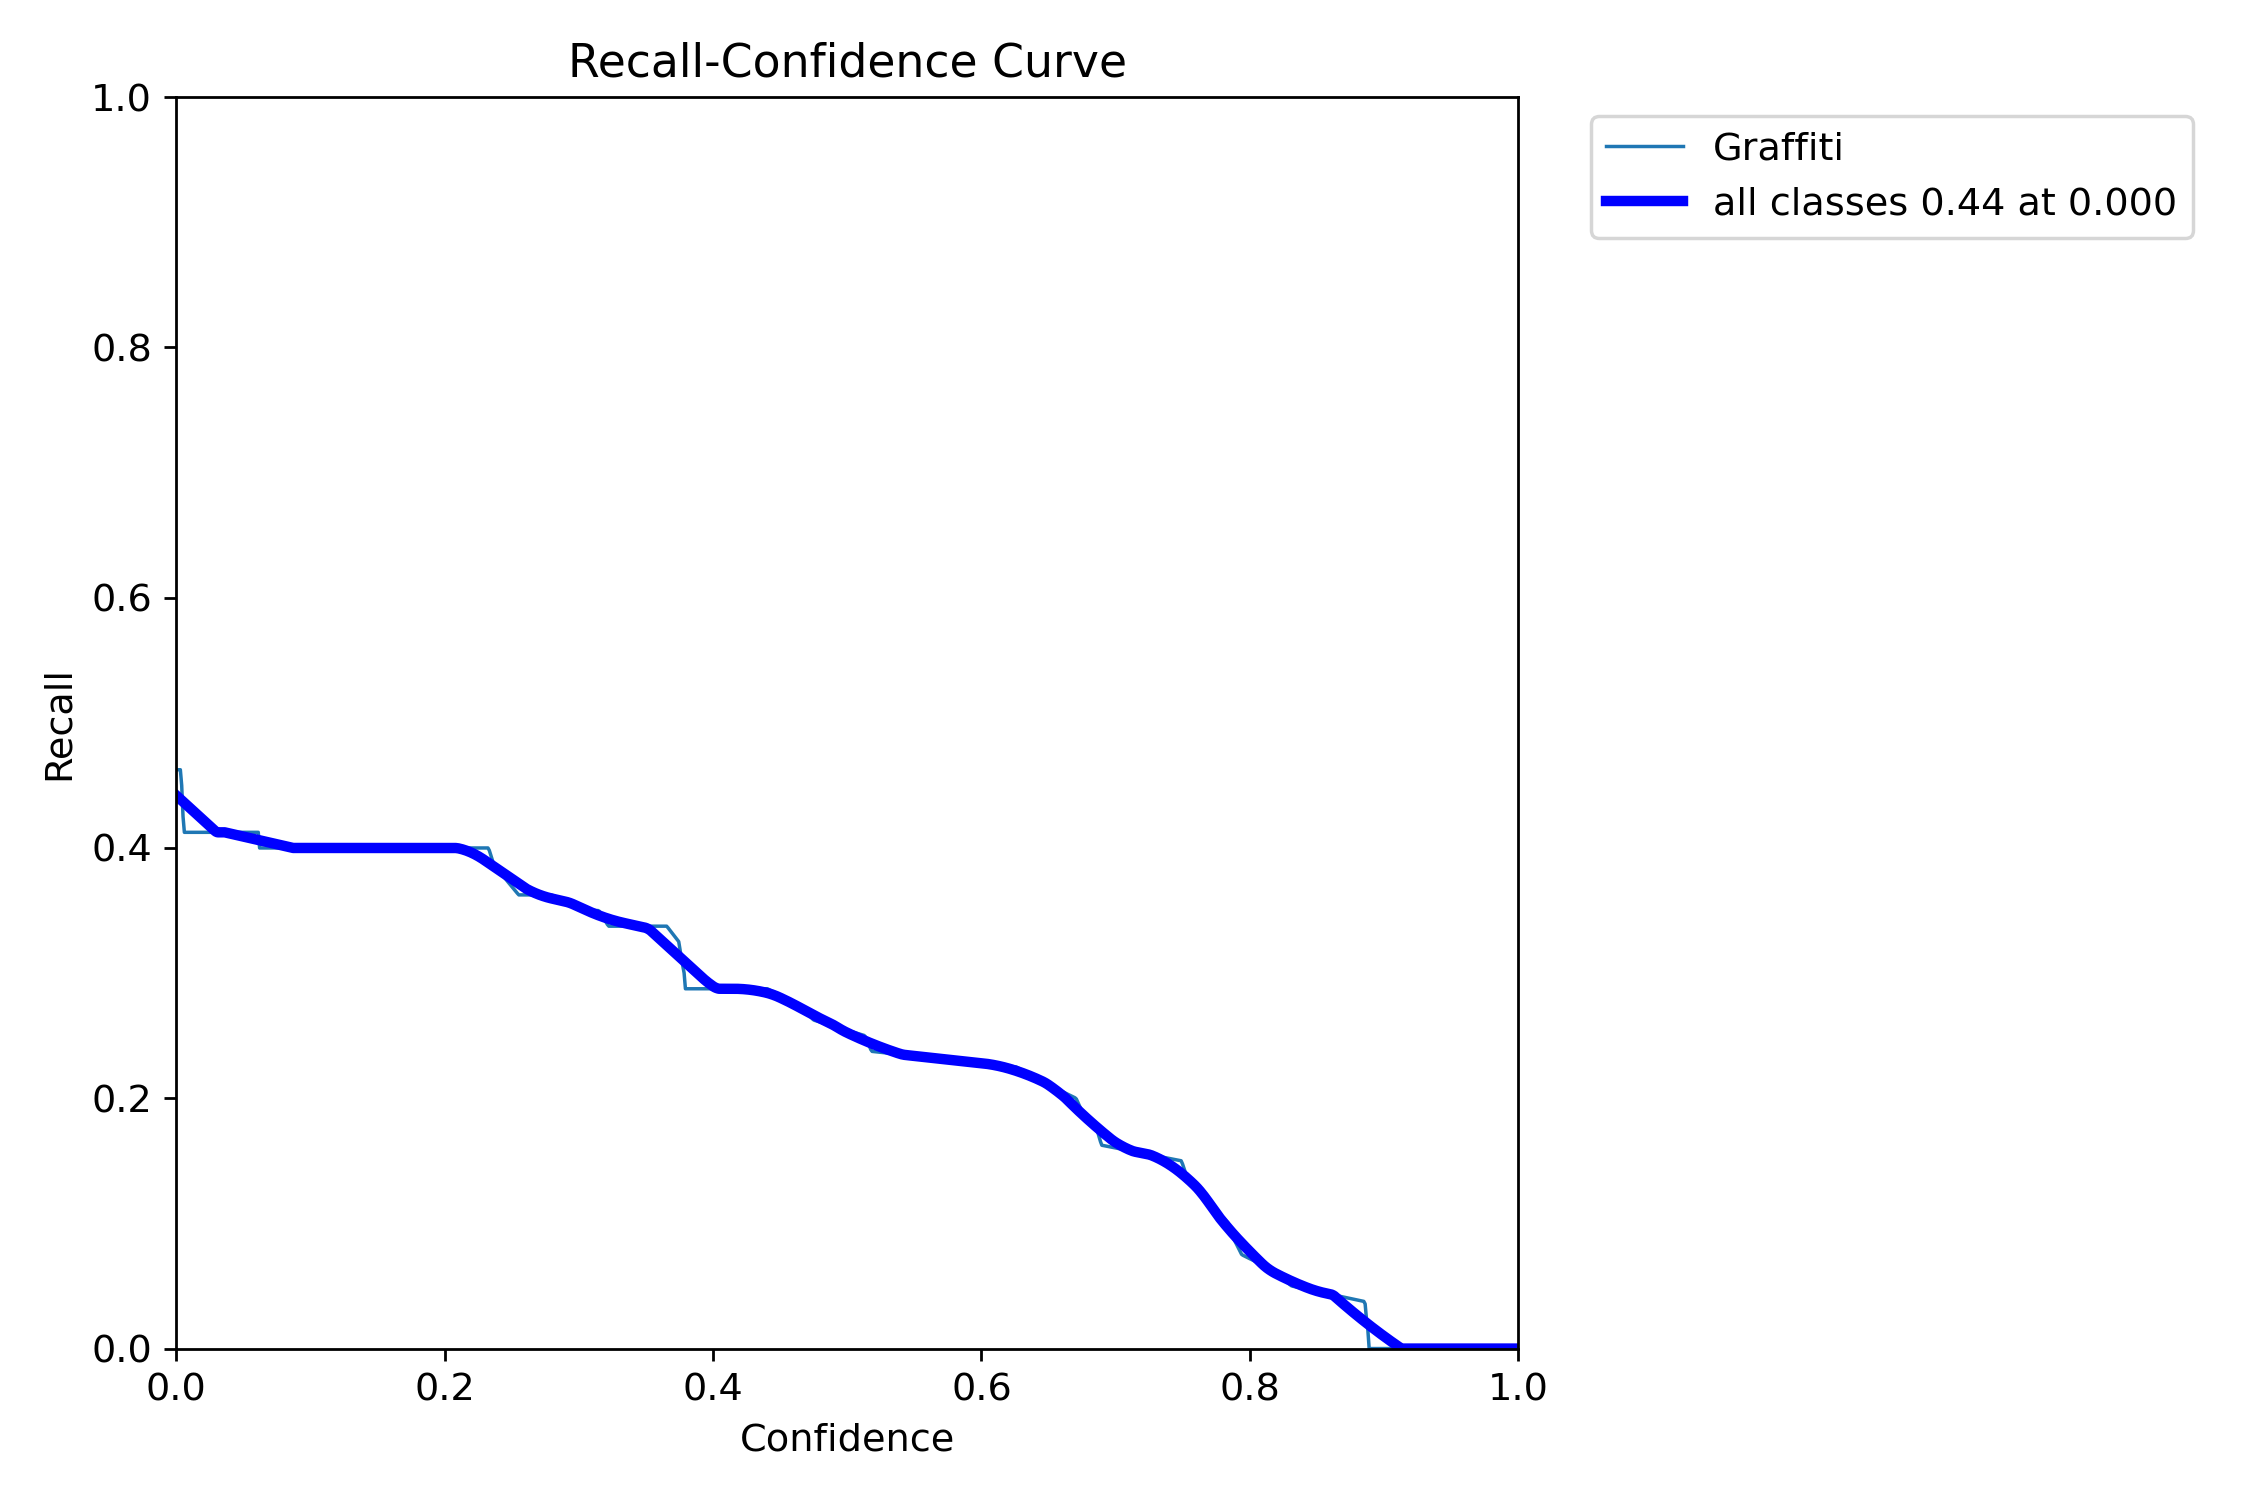 Recall-Confidence Curve
1.0
0.8
0.6
0.4
0.2
0.0
Recall
0.0 0.2 0.4 0.6 0.8 1.0
Confidence
Graffiti
all classes 0.44 at 0.000